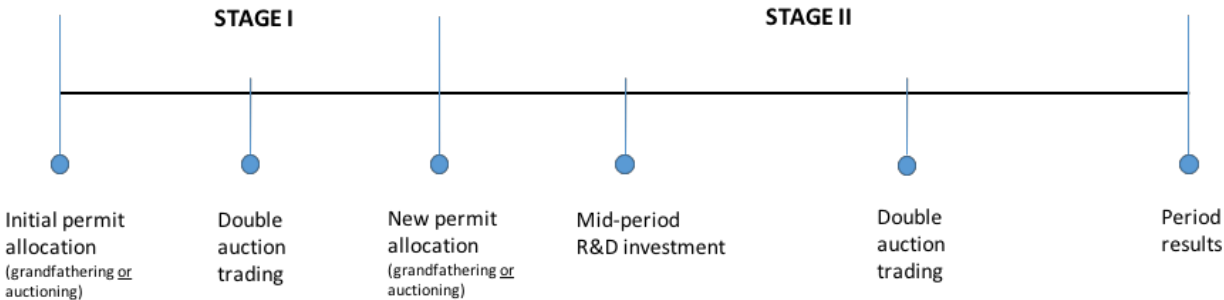 STAGE I
STAGE II
Initial permit
allocation
(grandfathering or
auctioning)
Double
auction
trading
New permit
allocation
(grandfathering or
auctioning)
Mid-period
R&D investment
Double
auction
trading
Period
results